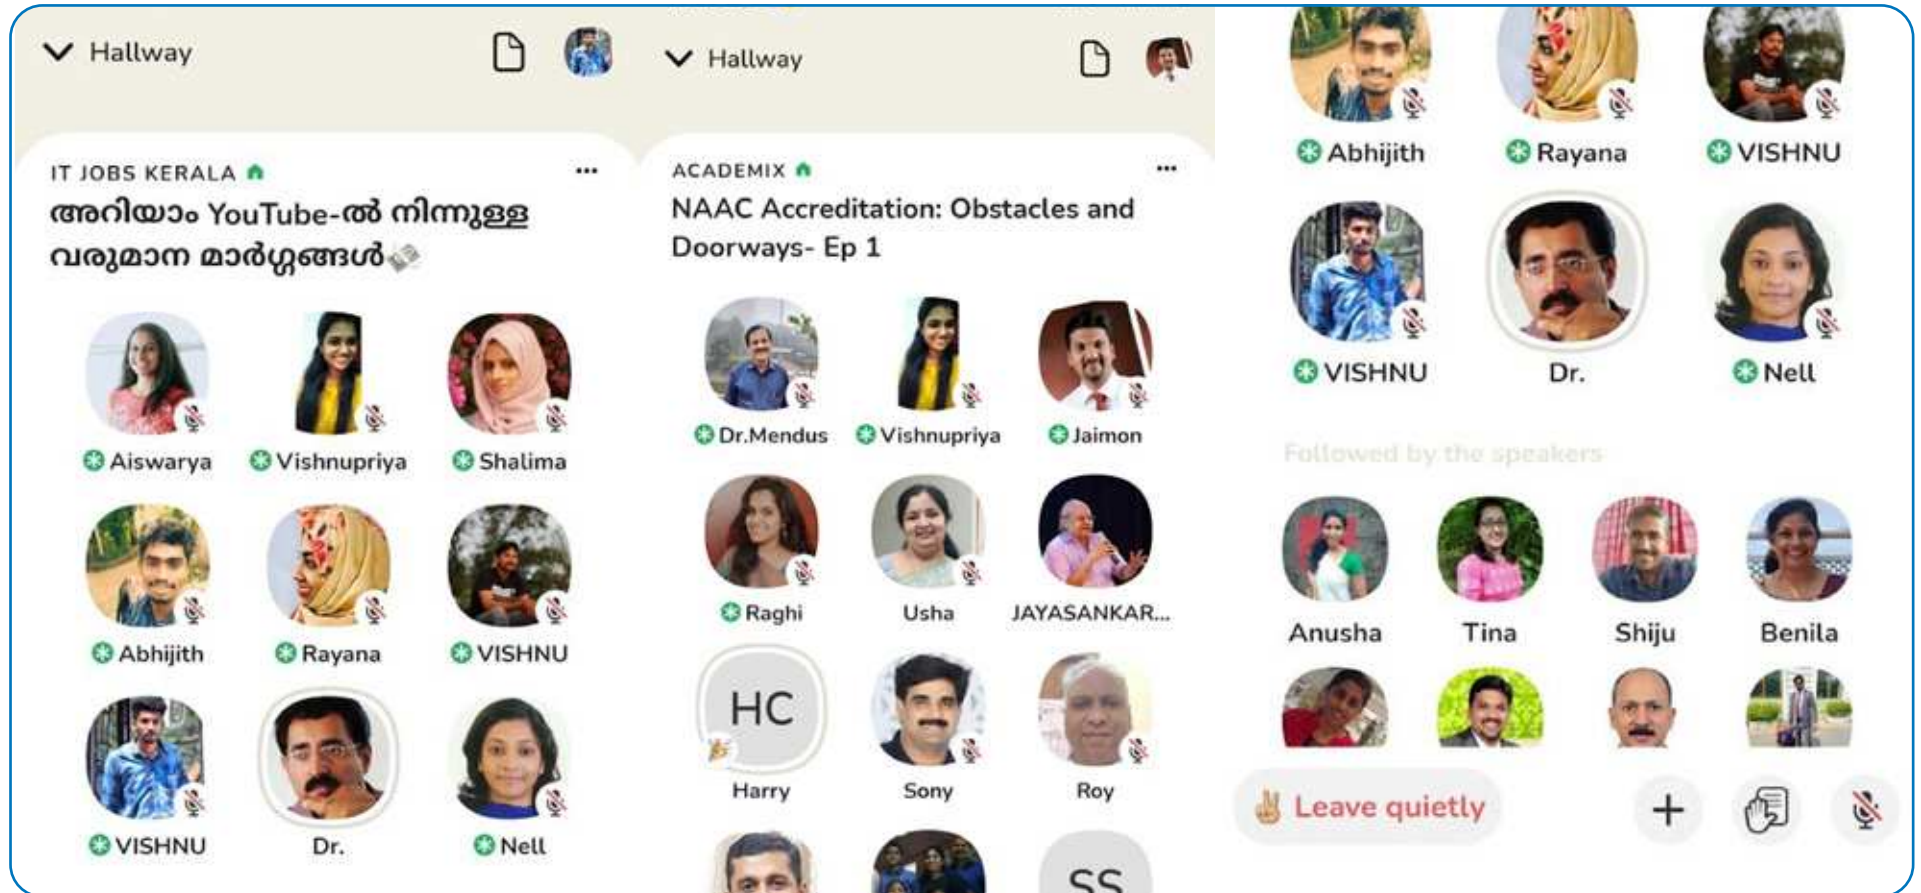 Hallway
IT JOBS KERALA
അറിയാം YouTube-ൽ നിന്നുള്ള
വരുമാന മാർഗ്ഗങ്ങൾ
Aiswarya Vishnupriya Shalima
Abhijith Rayana VISHNU
VISHNU Dr. Nell
Hallway
ACADEMIX
NAAC Accreditation: Obstacles and
Doorways- Ep 1
Dr.Mendus Vishnupriya Jaimon
Raghi Usha JAYASANKAR...
HC
Harry Sony Roy
SS
Abhijith Rayana VISHNU
VISHNU Dr. Nell
Followed by the speakers
Anusha Tina Shiju Benila
Leave quietly